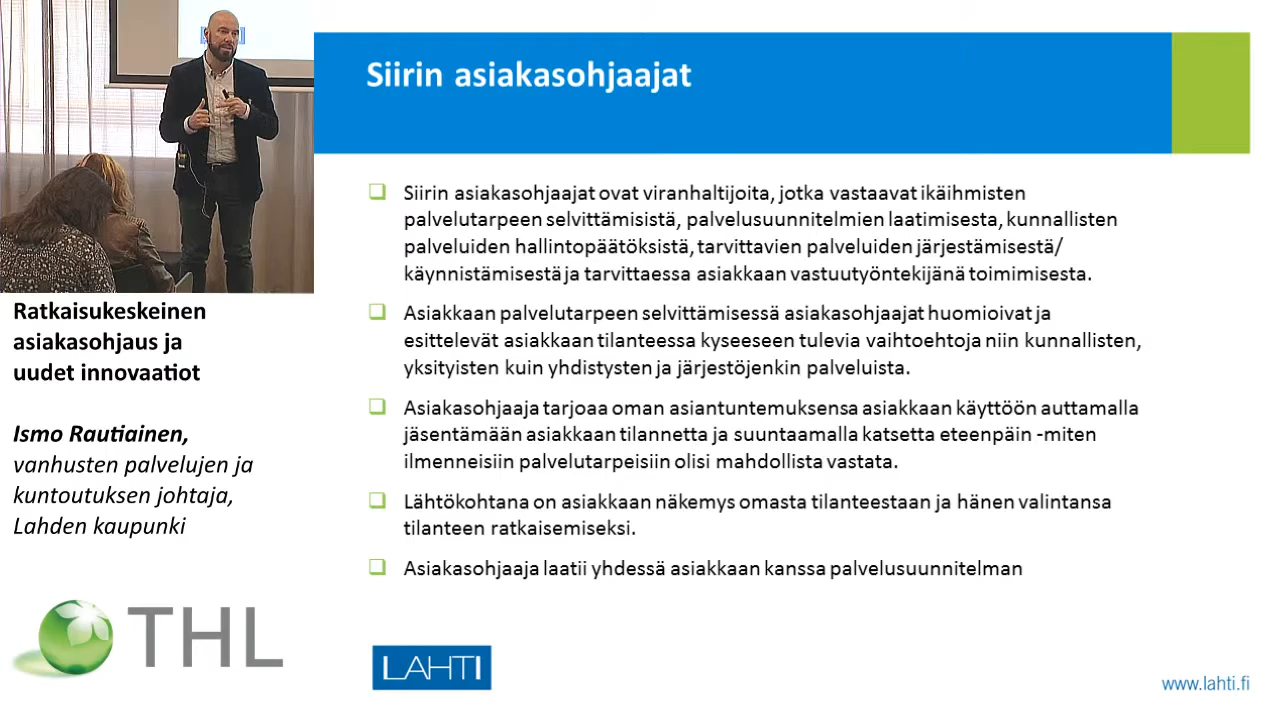 Siirin asiakasohjaajat
Siirin asiakasohjaajat ovat viranhaltijoita, jotka vastaavat ikäihmisten
palvelutarpeen selvittämisistä, palvelusuunnitelmien laatimisesta, kunnallisten
palveluiden hallintopäätöksistä, tarvittavien palveluiden järjestämisestä/
käynnistämisestä ja tarvittaessa asiakkaan vastuutyöntekijänä toimimisesta.
Asiakkaan palvelutarpeen selvittämisessä asiakasohjaajat huomioivat ja
esittelevät asiakkaan tilanteessa kyseeseen tulevia vaihtoehtoja niin kunnallisten,
yksityisten kuin yhdistysten ja järjestöjenkin palveluista.
Asiakasohjaaja tarjoaa oman asiantuntemuksensa asiakkaan käyttöön auttamalla
jäsentämään asiakkaan tilannetta ja suuntaamalla katsetta eteenpäin -miten
ilmenneisiin palvelutarpeisiin olisi mahdollista vastata.
Lähtökohtana on asiakkaan näkemys omasta tilanteestaan ja hänen valintansa
tilanteen ratkaisemiseksi.
Asiakasohjaaja laatii yhdessä asiakkaan kanssa palvelusuunnitelman
Ratkaisukeskeinen
asiakasohjaus ja
uudet innovaatiot
Ismo Rautiainen,
vanhusten palvelujen ja
kuntoutuksen johtaja,
Lahden kaupunki
THL
LAHTI
www.lahti.fi